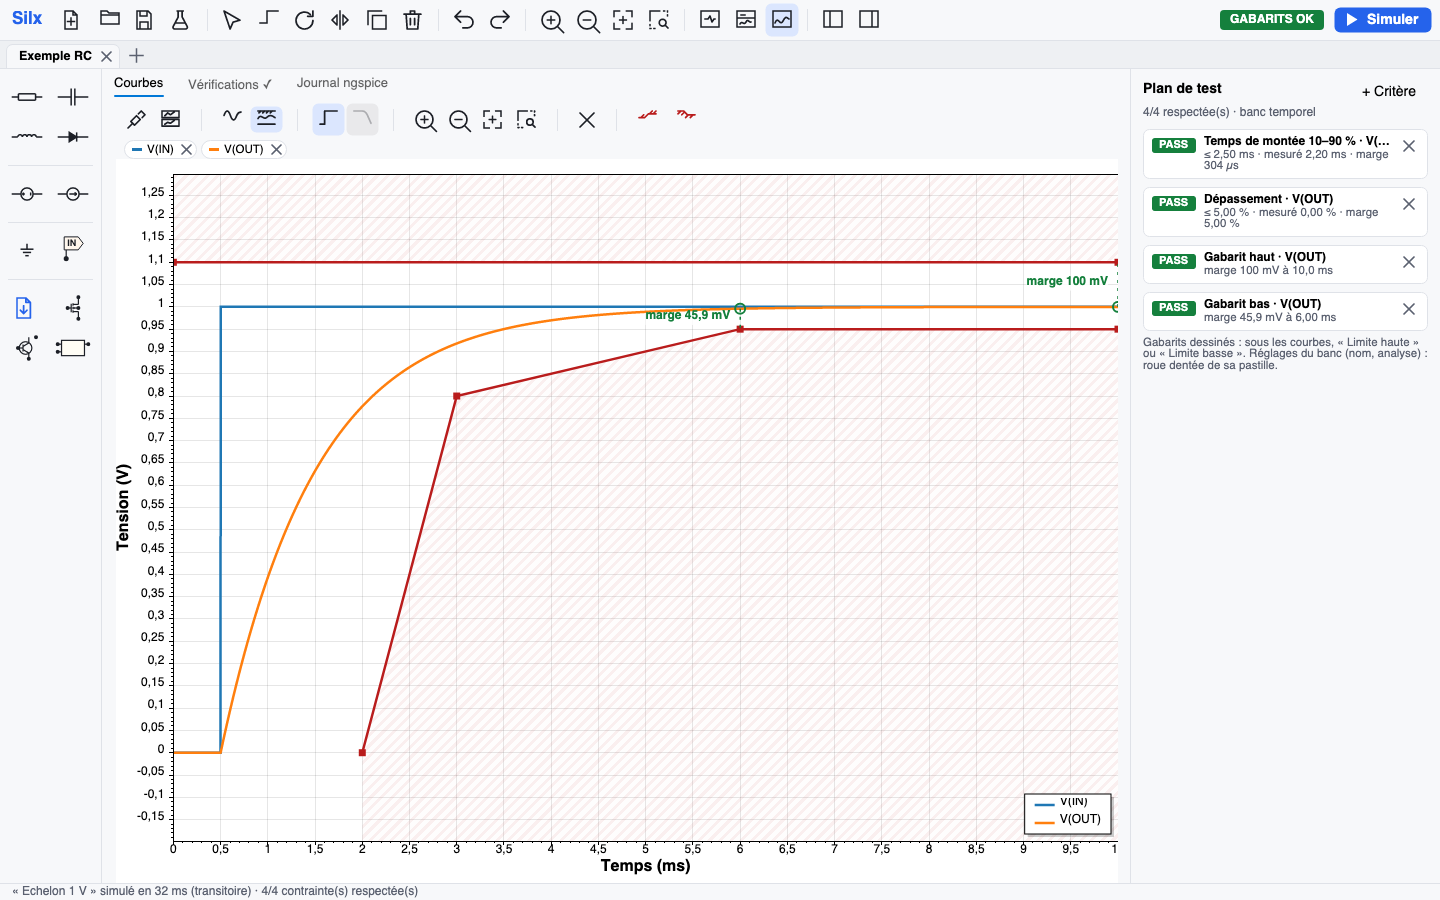 Silx
GABARITS OK
Simuler
Exemple RC
Courbes
Vérifications ✓
Journal ngspice
V(IN)
V(OUT)
IN
1,25
1,2
1,15
1,1
1,05
1
0,95
0,9
0,85
0,8
0,75
0,7
0,65
0,6
0,55
0,5
0,45
0,4
0,35
0,3
0,25
0,2
0,15
0,1
0,05
0
-0,05
-0,1
-0,15
Tension (V)
marge 100 mV
marge 45,9 mV
V(IN)
V(OUT)
0 0,5 1 1,5 2 2,5 3 3,5 4 4,5 5 5,5 6 6,5 7 7,5 8 8,5 9 9,5 1
Temps (ms)
Plan de test
+ Critère
4/4 respectée(s) · banc temporel
PASS
Temps de montée 10–90 % · V(...
≤ 2,50 ms · mesuré 2,20 ms · marge
304 µs
PASS
Dépassement · V(OUT)
≤ 5,00 % · mesuré 0,00 % · marge
5,00 %
PASS
Gabarit haut · V(OUT)
marge 100 mV à 10,0 ms
PASS
Gabarit bas · V(OUT)
marge 45,9 mV à 6,00 ms
Gabarits dessinés : sous les courbes, « Limite haute »
ou « Limite basse ». Réglages du banc (nom, analyse) :
roue dentée de sa pastille.
« Echelon 1 V » simulé en 32 ms (transitoire) · 4/4 contrainte(s) respectée(s)